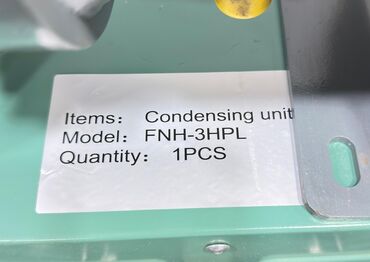 Items： Condensing unit
Model： FNH-3HPL
Quantity： 1PCS